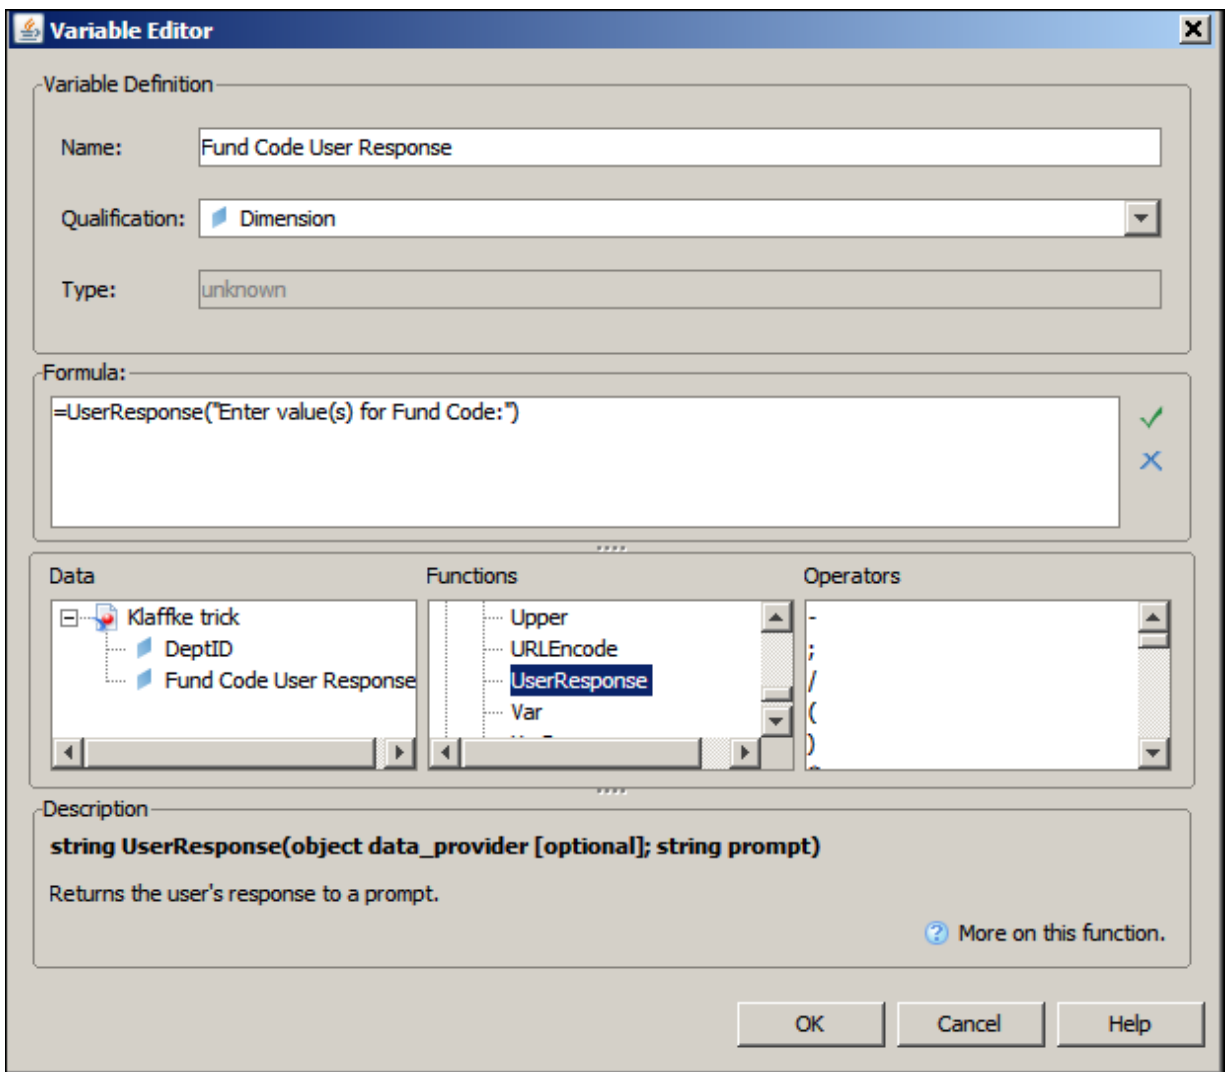 Variable Editor
Variable Definition
Name: Fund Code User Response
Qualification: Dimension
Type: unknown
Formula:
=UserResponse("Enter value(s) for Fund Code:")
Data Functions Operators
Klaffke trick
DeptID
Fund Code User Response
Upper
URLEncode
UserResponse
Var
-
;
/
(
)
Description
string UserResponse(object data_provider [optional]; string prompt)
Returns the user's response to a prompt.
? More on this function.
OK Cancel Help